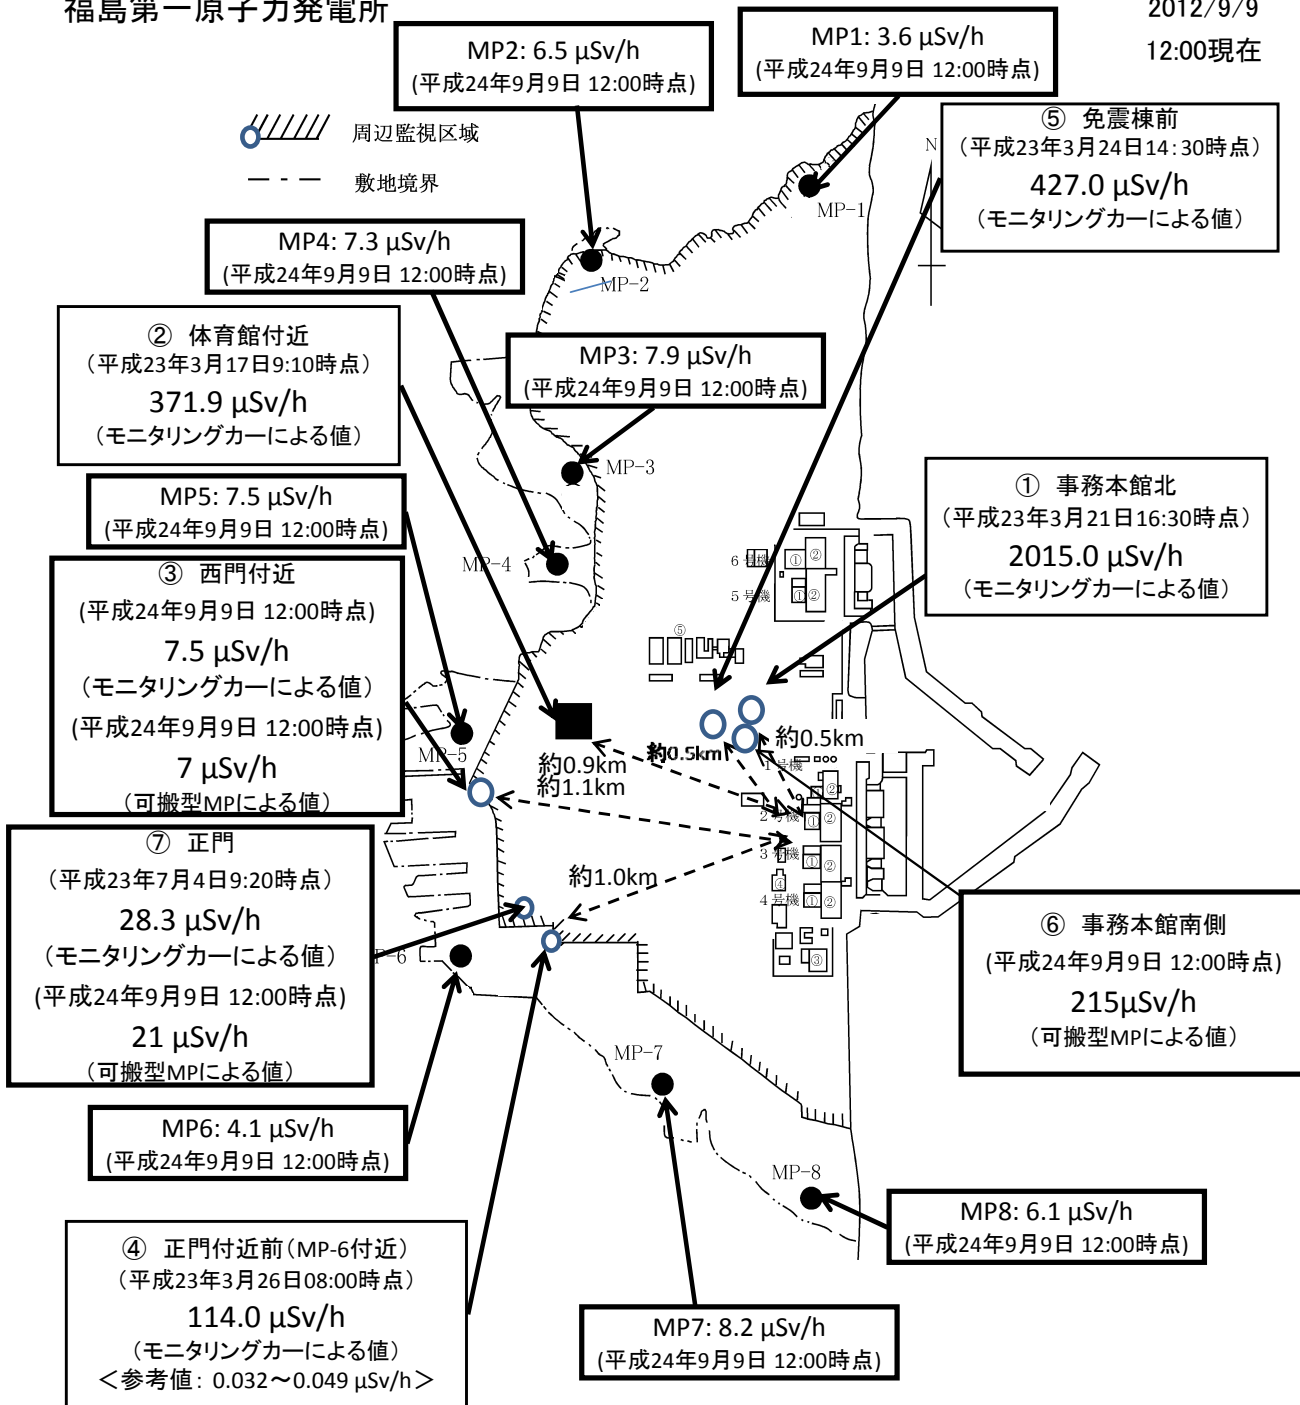 福島第一原子力発電所
2012/9/9
12:00現在
MP2: 6.5 μSv/h
(平成24年9月9日 12:00時点)
MP1: 3.6 μSv/h
(平成24年9月9日 12:00時点)
周辺監視区域
敷地境界
⑤ 免震棟前
(平成23年3月24日14:30時点)
427.0 μSv/h
(モニタリングカーによる値)
N
MP-1
MP4: 7.3 μSv/h
(平成24年9月9日 12:00時点)
MP-2
② 体育館付近
(平成23年3月17日9:10時点)
371.9 μSv/h
(モニタリングカーによる値)
MP3: 7.9 μSv/h
(平成24年9月9日 12:00時点)
MP-3
MP5: 7.5 μSv/h
(平成24年9月9日 12:00時点)
① 事務本館北
(平成23年3月21日16:30時点)
2015.0 μSv/h
(モニタリングカーによる値)
MP-4
6号機
① ②
5号機
① ②
③ 西門付近
(平成24年9月9日 12:00時点)
7.5 μSv/h
(モニタリングカーによる値)
(平成24年9月9日 12:00時点)
7 μSv/h
(可搬型MPによる値)
⑤
MP-5
約0.9km
約1.1km
約0.5km
約0.5km
1号機
②
2号機
① ②
3号機
① ②
④
4号機
① ②
③
約1.0km
⑦ 正門
(平成23年7月4日9:20時点)
28.3 μSv/h
(モニタリングカーによる値)
(平成24年9月9日 12:00時点)
21 μSv/h
(可搬型MPによる値)
P-6
⑥ 事務本館南側
(平成24年9月9日 12:00時点)
215μSv/h
(可搬型MPによる値)
MP-7
MP6: 4.1 μSv/h
(平成24年9月9日 12:00時点)
MP-8
MP8: 6.1 μSv/h
(平成24年9月9日 12:00時点)
④ 正門付近前(MP-6付近)
(平成23年3月26日08:00時点)
114.0 μSv/h
(モニタリングカーによる値)
<参考値: 0.032～0.049 μSv/h>
MP7: 8.2 μSv/h
(平成24年9月9日 12:00時点)